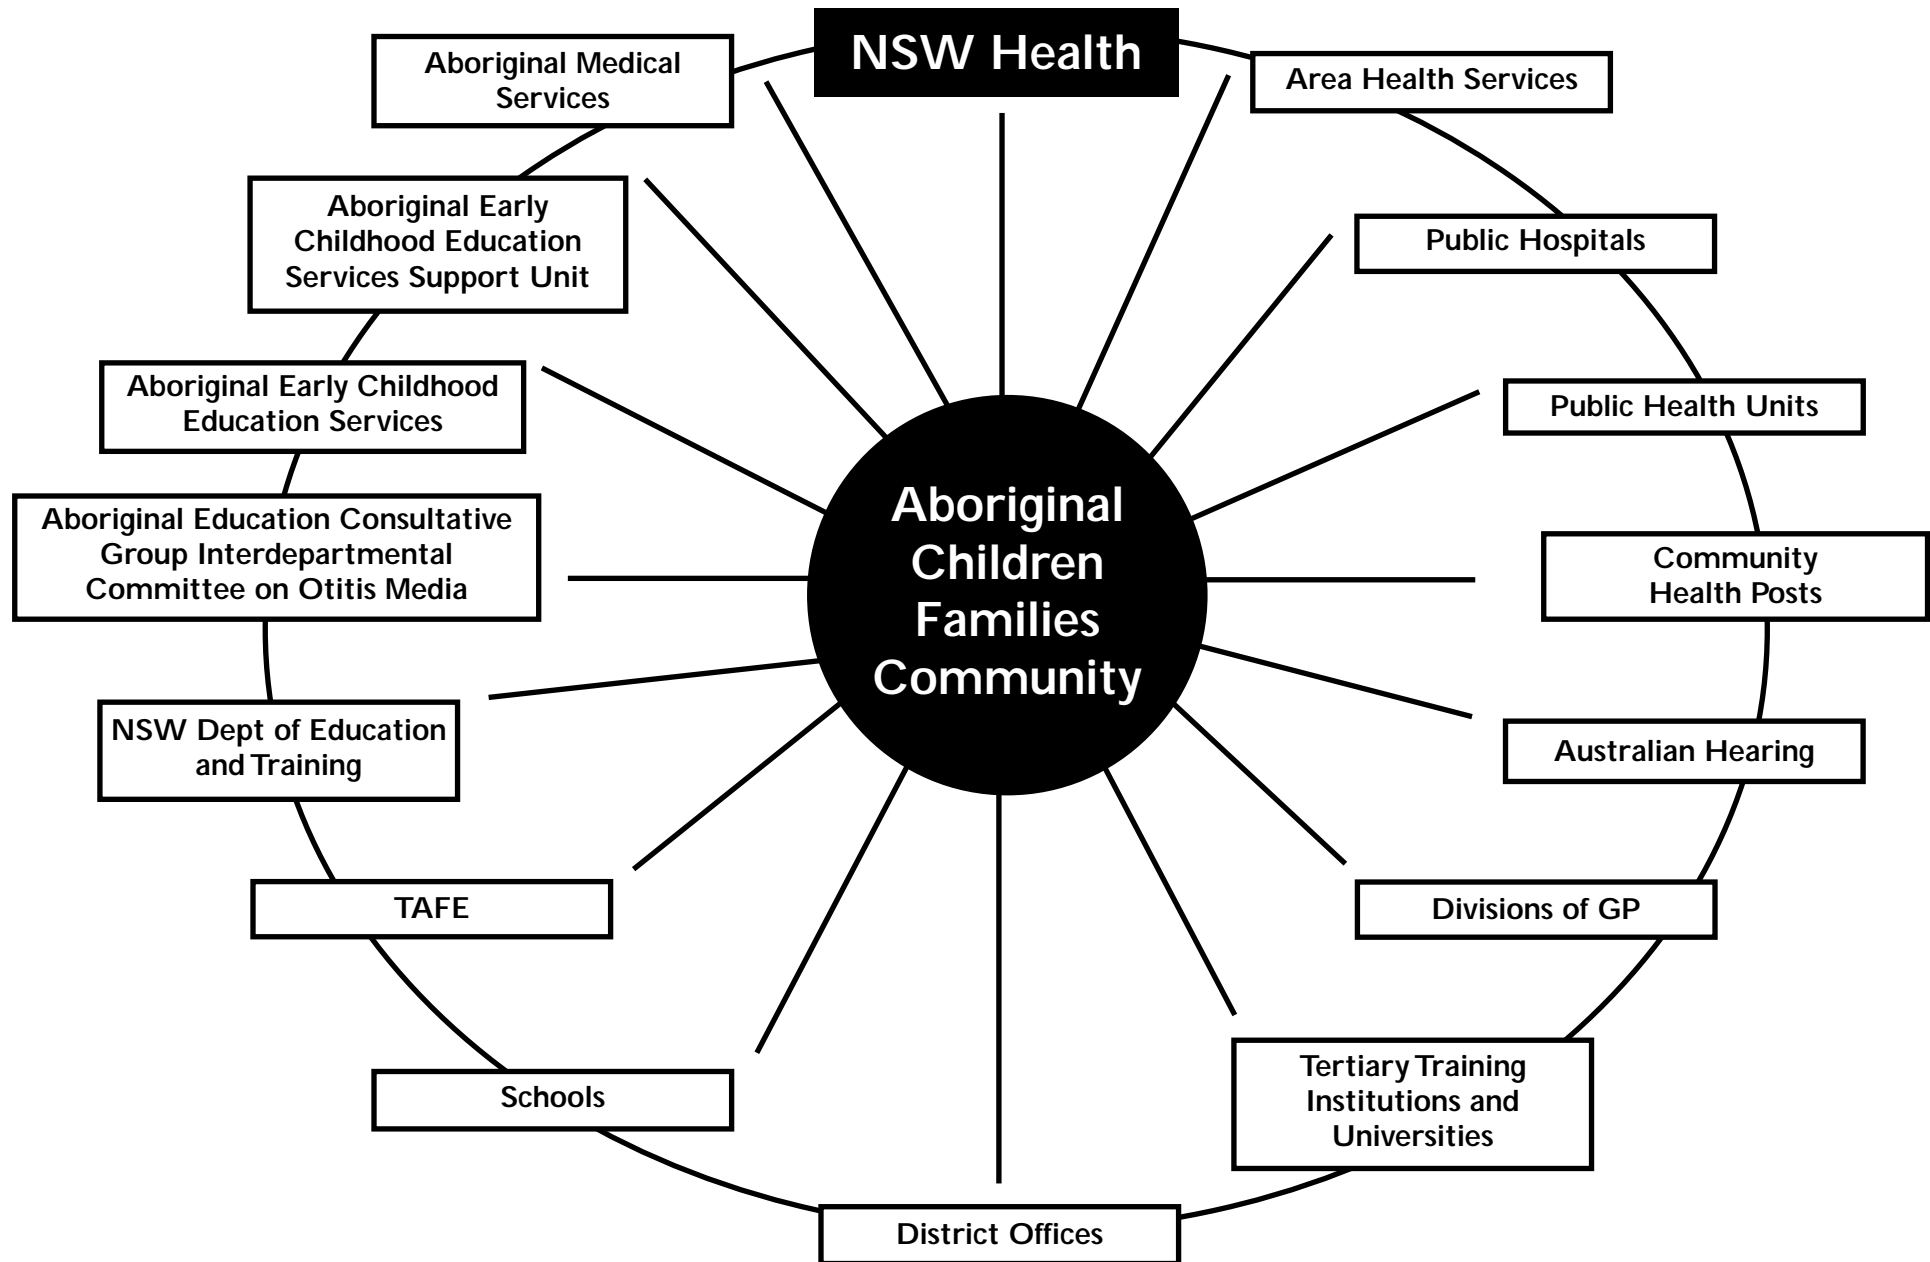 NSW Health
Aboriginal Medical
Services
Area Health Services
Aboriginal Early
Childhood Education
Services Support Unit
Public Hospitals
Aboriginal Early Childhood
Education Services
Public Health Units
Aboriginal Education Consultative
Group Interdepartmental
Committee on Otitis Media
Aboriginal
Children
Families
Community
Community
Health Posts
NSW Dept of Education
and Training
Australian Hearing
TAFE
Divisions of GP
Schools
Tertiary Training
Institutions and
Universities
District Offices